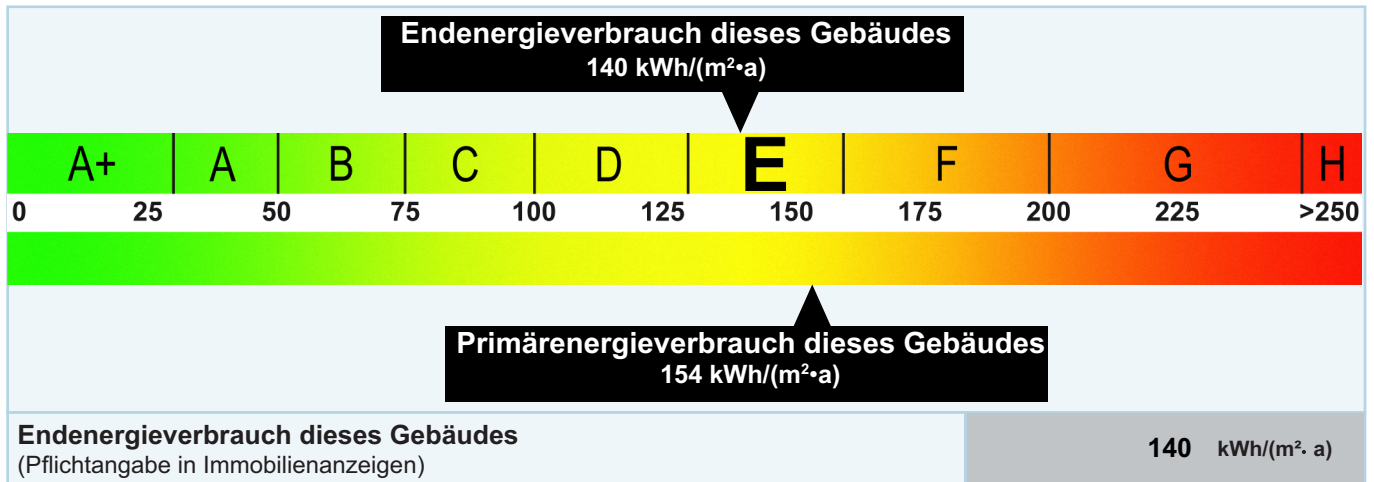 Endenergieverbrauch dieses Gebäudes
140 kWh/(m²•a)
A+ A B C D E F G H
0 25 50 75 100 125 150 175 200 225 >250
Primärenergieverbrauch dieses Gebäudes
154 kWh/(m²•a)
Endenergieverbrauch dieses Gebäudes
(Pflichtangabe in Immobilienanzeigen)
140 kWh/(m²· a)